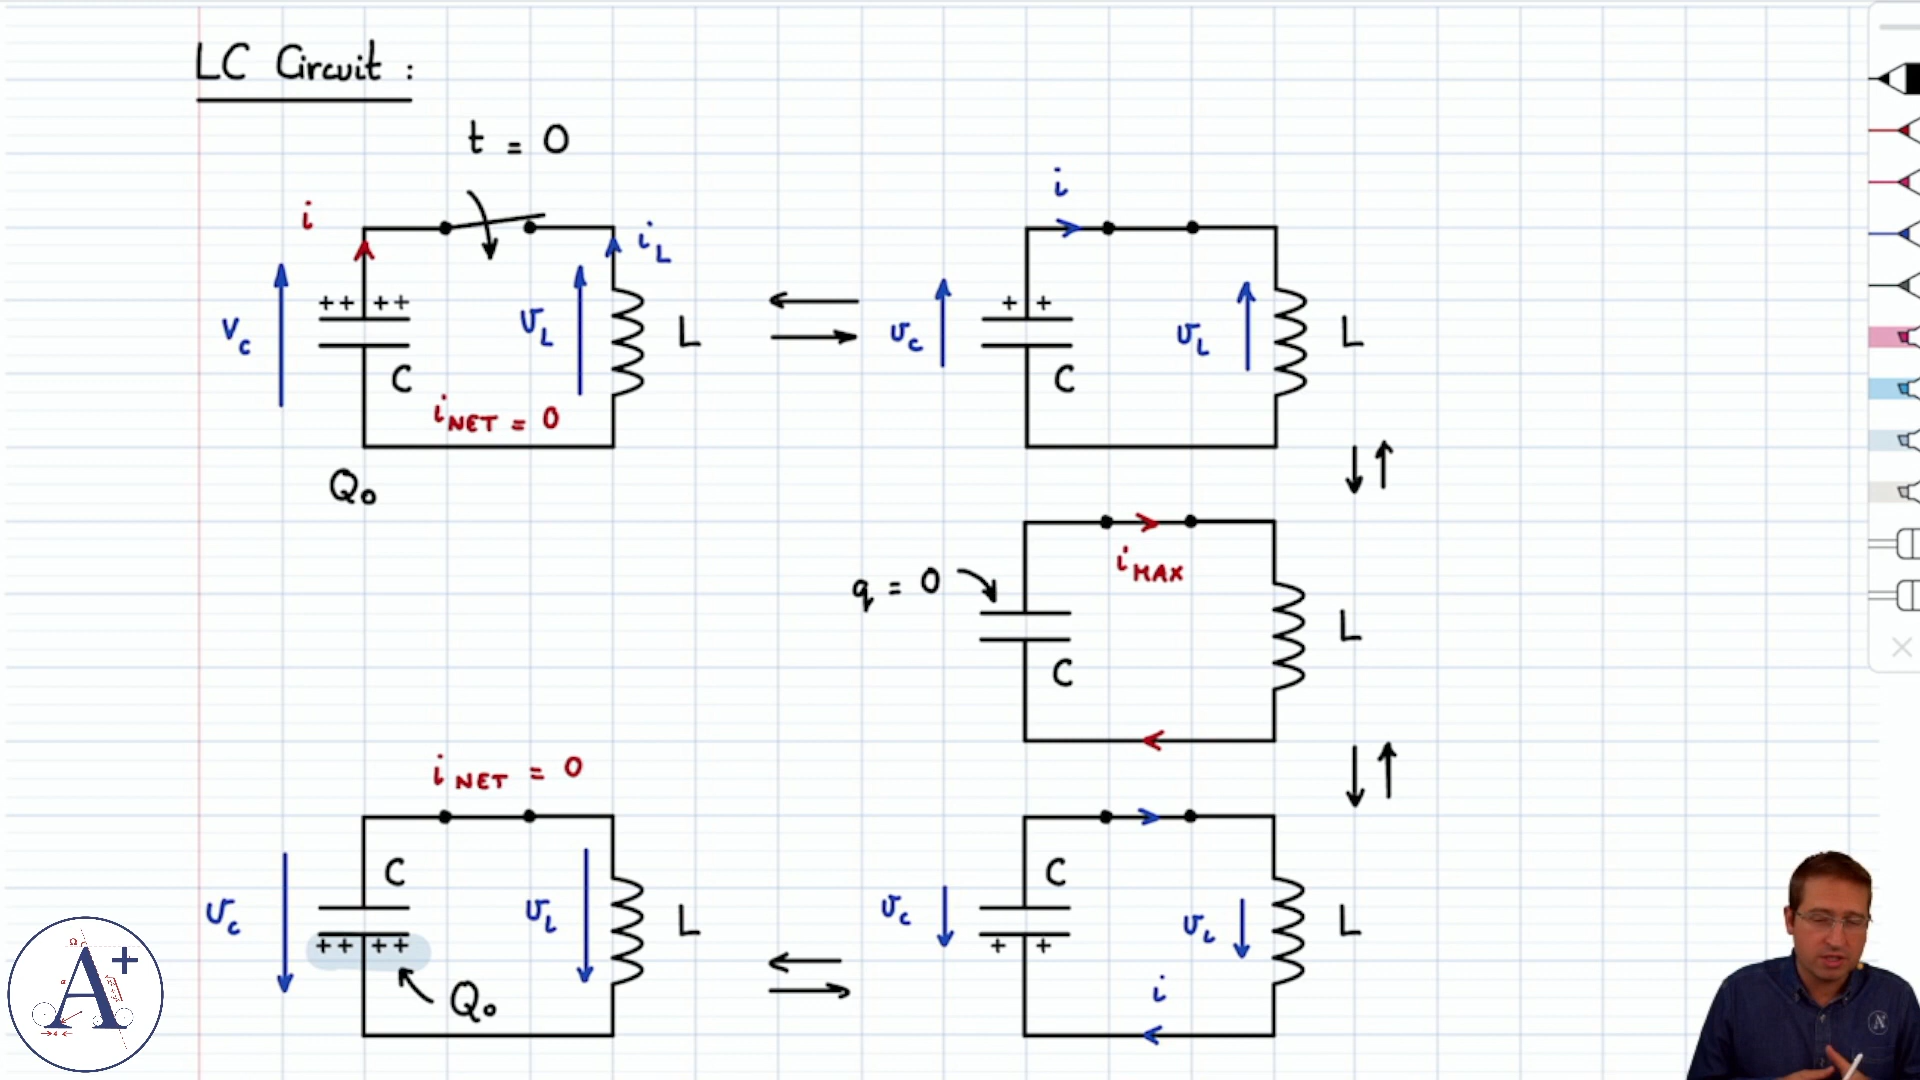 LC Circuit :
t = 0
i
i_L
++ ++
V_c
v_L
L
C
i_NET = 0
Q₀
i
+ +
v_c
v_L
L
C
q = 0
i_MAX
L
C
i_NET = 0
C
v_c
v_L
L
++ ++
Q₀
C
v_c
v_L
L
+ +
i
A+